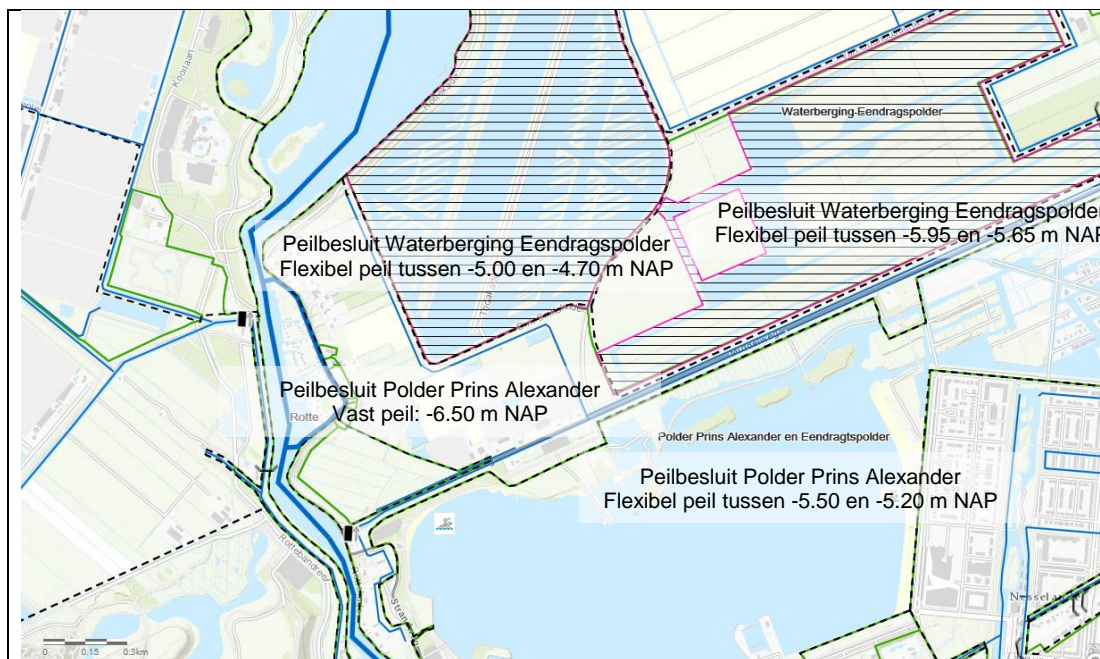 Koorlaan
Waterberging Eendragspolder
Peilbesluit Waterberging Eendragspolder
Flexibel peil tussen -5.95 en -5.65 m NAP
Peilbesluit Waterberging Eendragspolder
Flexibel peil tussen -5.00 en -4.70 m NAP
Peilbesluit Polder Prins Alexander
Vast peil: -6.50 m NAP
Rotte
Polder Prins Alexander en Eendragtspolder
Peilbesluit Polder Prins Alexander
Flexibel peil tussen -5.50 en -5.20 m NAP
0 0.15 0.3km